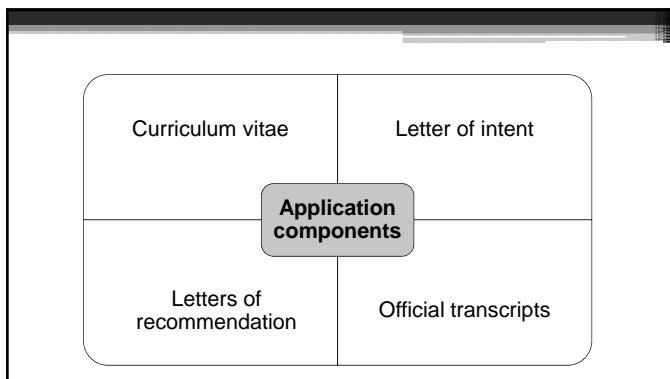 Curriculum vitae
Letter of intent
Application
components
Letters of
recommendation
Official transcripts